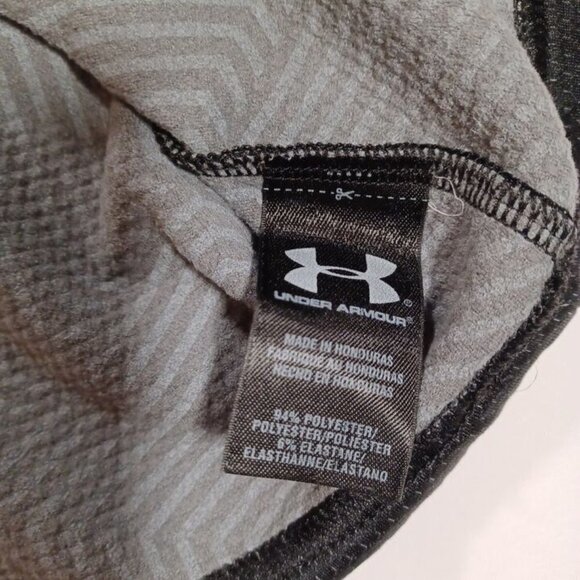 UNDER ARMOUR®
MADE IN HONDURAS
FABRIQUÉ AU HONDURAS
HECHO EN HONDURAS
94% POLYESTER/
POLYESTER/POLIÉSTER
6% ELASTANE/
ELASTHANNE/ELASTANO